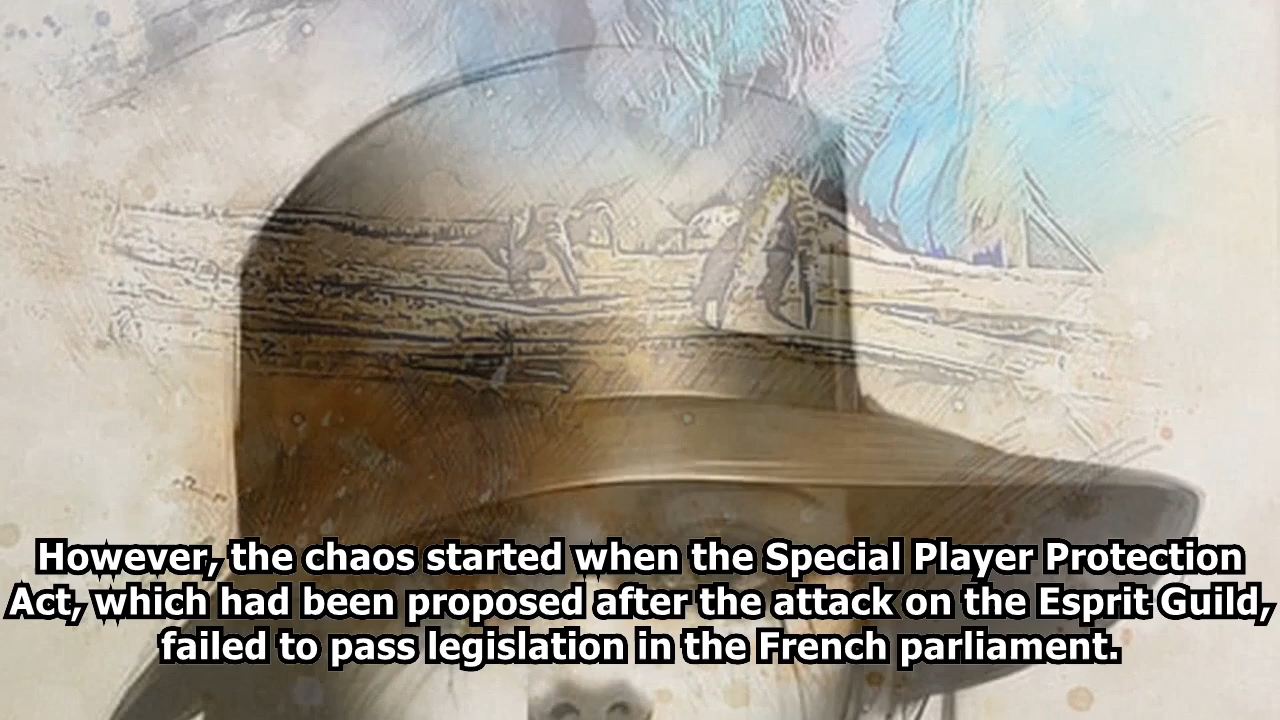 However, the chaos started when the Special Player Protection
Act, which had been proposed after the attack on the Esprit Guild,
failed to pass legislation in the French parliament.